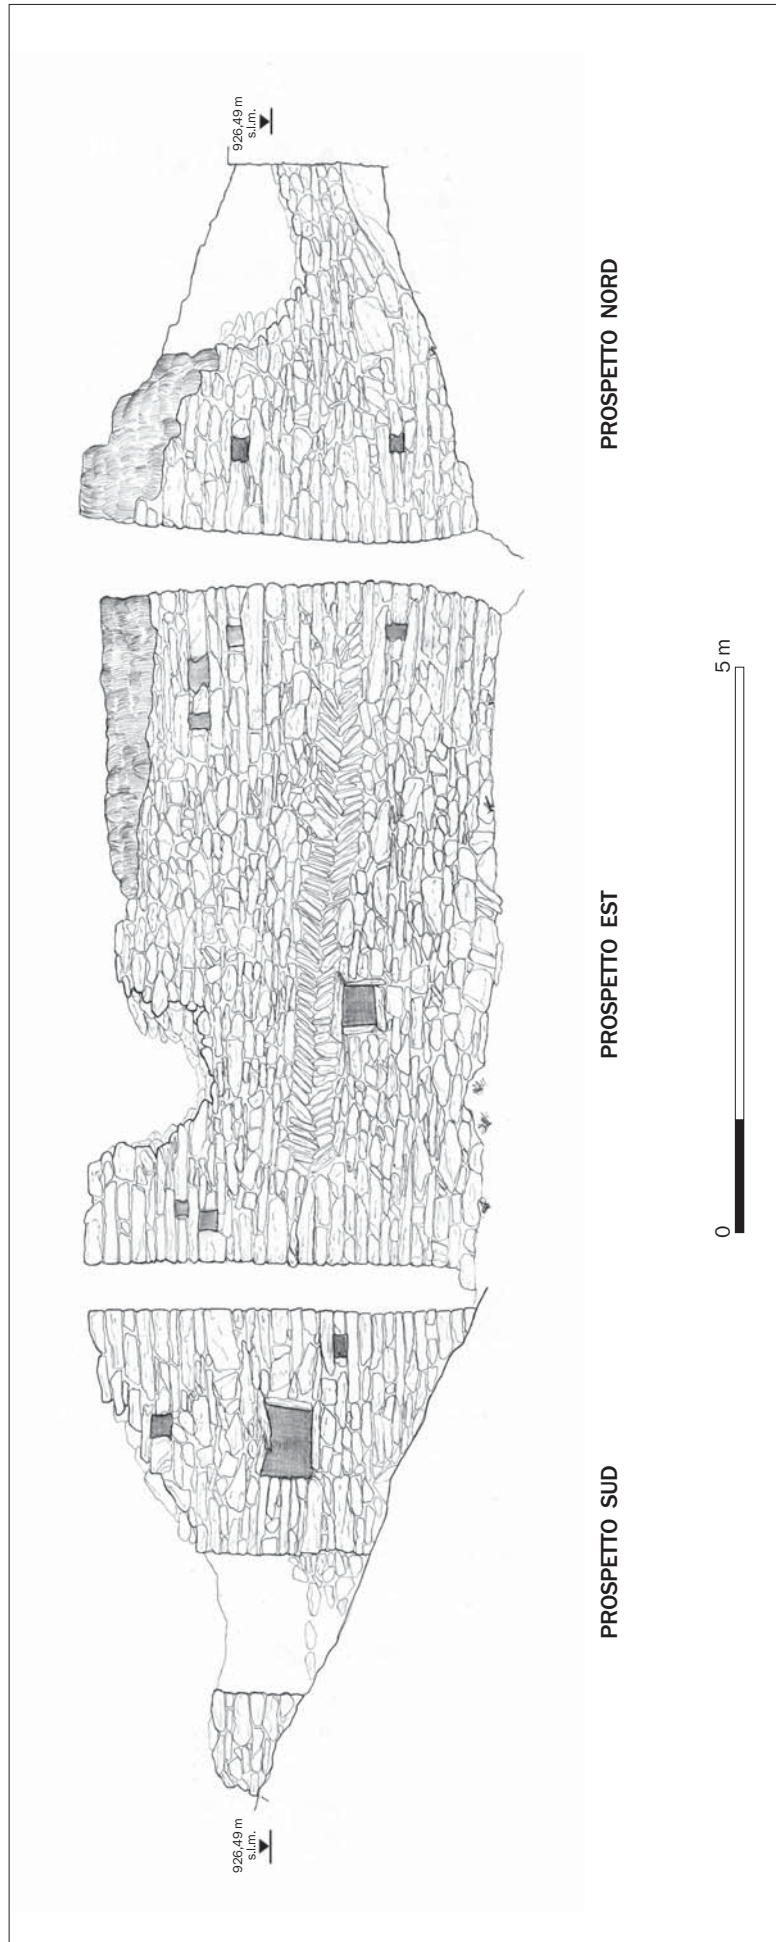 926,49 m
s.l.m.
926,49 m
s.l.m.
PROSPETTO SUD
PROSPETTO EST
PROSPETTO NORD
0
5 m